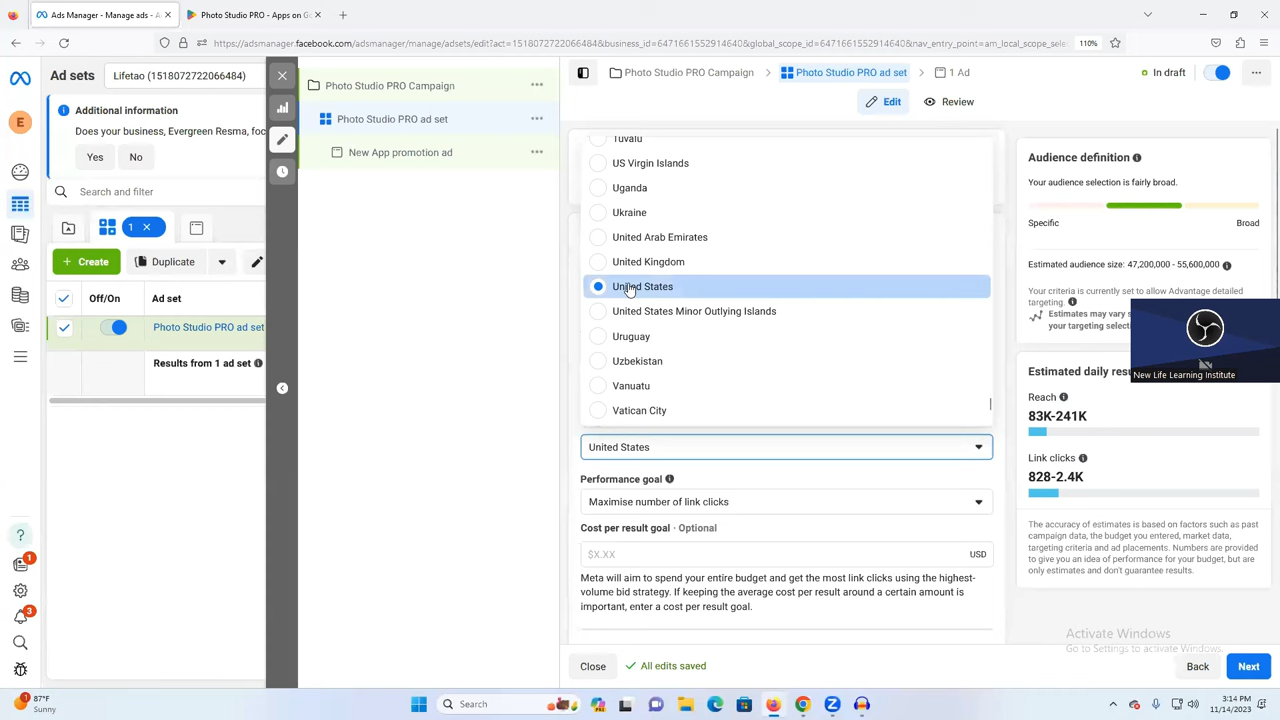 Ads Manager - Manage ads - A
Photo Studio PRO - Apps on G
https://adsmanager.facebook.com/adsmanager/manage/adsets/edit?act=1518072722066484&business_id=6471661552914640&global_scope_id=6471661552914640&nav_entry_point=am_local_scope_sele
110%
Ad sets
Lifetao (1518072722066484)
Additional information
Does your business, Evergreen Resma, foc
Yes
No
Search and filter
1
+ Create
Duplicate
Off/On
Ad set
Photo Studio PRO ad set
Results from 1 ad set
E
1
3
Photo Studio PRO Campaign
Photo Studio PRO ad set
New App promotion ad
Photo Studio PRO Campaign
Photo Studio PRO ad set
1 Ad
In draft
Edit
Review
Tuvalu
US Virgin Islands
Uganda
Ukraine
United Arab Emirates
United Kingdom
United States
United States Minor Outlying Islands
Uruguay
Uzbekistan
Vanuatu
Vatican City
United States
Performance goal
Maximise number of link clicks
Cost per result goal · Optional
$X.XX
USD
Meta will aim to spend your entire budget and get the most link clicks using the highest-
volume bid strategy. If keeping the average cost per result around a certain amount is
important, enter a cost per result goal.
Close
All edits saved
Back
Next
Audience definition
Your audience selection is fairly broad.
Specific
Broad
Estimated audience size: 47,200,000 - 55,600,000
Your criteria is currently set to allow Advantage detailed
targeting.
Estimates may vary s
your targeting selecti
New Life Learning Institute
Estimated daily resu
Reach
83K-241K
Link clicks
828-2.4K
The accuracy of estimates is based on factors such as past
campaign data, the budget you entered, market data,
targeting criteria and ad placements. Numbers are provided
to give you an idea of performance for your budget, but are
only estimates and don't guarantee results.
Activate Windows
Go to Settings to activate Windows.
1
87°F
Sunny
Search
3:14 PM
11/14/2023